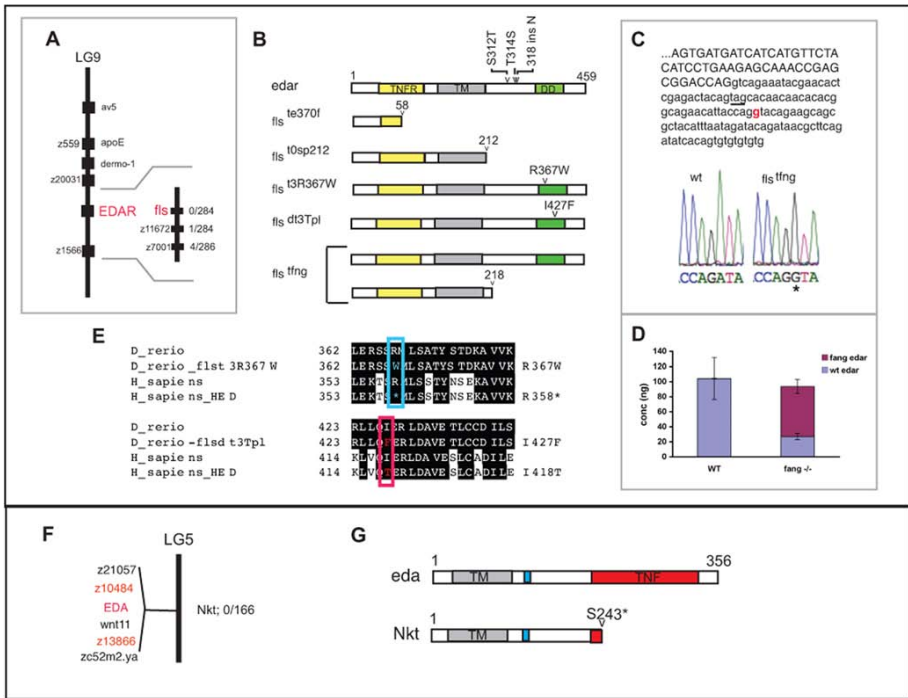 A
LG9
av5
z559
apoE
dermo-1
z20031
EDAR
fls
0/284
z11672
1/284
z7001
4/286
z1566
B
S312T
T314S
318 ins N
1
459
edar
TNFR
TM
DD
fls te370f
58
fls t0sp212
212
fls t3R367W
R367W
fls dt3Tpl
I427F
fls tfng
218
C
...AGTGATGATCATCATGTTCTA
CATCCTGAAGAGCAAACCGAG
CGGACCAGgtcagaaatacgaacact
ctcgagactacagtagcacaacaacacacg
gcagaacattaccaggtacagaagcagc
gctacatttaatagatacagataacgcttcag
atatcacagtgtgtgtgtg
wt
fls tfng
CCAGATA
CCAGGTA
*
D
conc (ng)
140
120
100
80
60
40
20
0
fang edar
wt edar
WT
fang -/-
E
D_rerio 362 LERSSRNLSATYSTDKAVVK
D_rerio_flst3R367W 362 LERSSWMLSATYSTDKAVVK R367W
H_sapiens 353 LEKTSRMLSSTYNSEKAVVK
H_sapiens_HED 353 LEKTS*MLSSTYNSEKAVVK R358*
D_rerio 423 RLLQIERLDAVETLCCDILS
D_rerio-flsdt3Tpl 423 RLLQFERLDAVETLCCDILS I427F
H_sapiens 414 KLVQIERLDAVESLCADILE
H_sapiens_HED 414 KLVQTERLDAVESLCADILE I418T
F
LG5
z21057
z10484
EDA
wnt11
z13866
zc52m2.ya
Nkt; 0/166
G
1
356
eda
TM
TNF
1
S243*
Nkt
TM